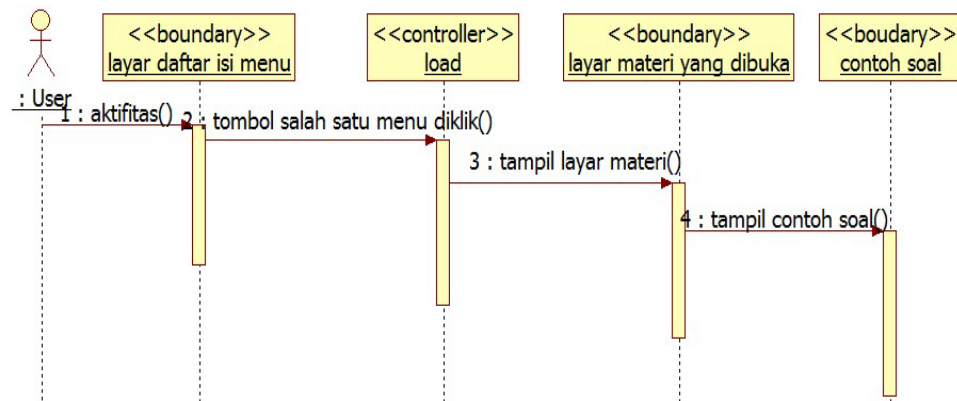 <<boundary>>
layar daftar isi menu
<<controller>>
load
<<boundary>>
layar materi yang dibuka
<<boudary>>
contoh soal
: User
1 : aktifitas()
2 : tombol salah satu menu diklik()
3 : tampil layar materi()
4 : tampil contoh soal()